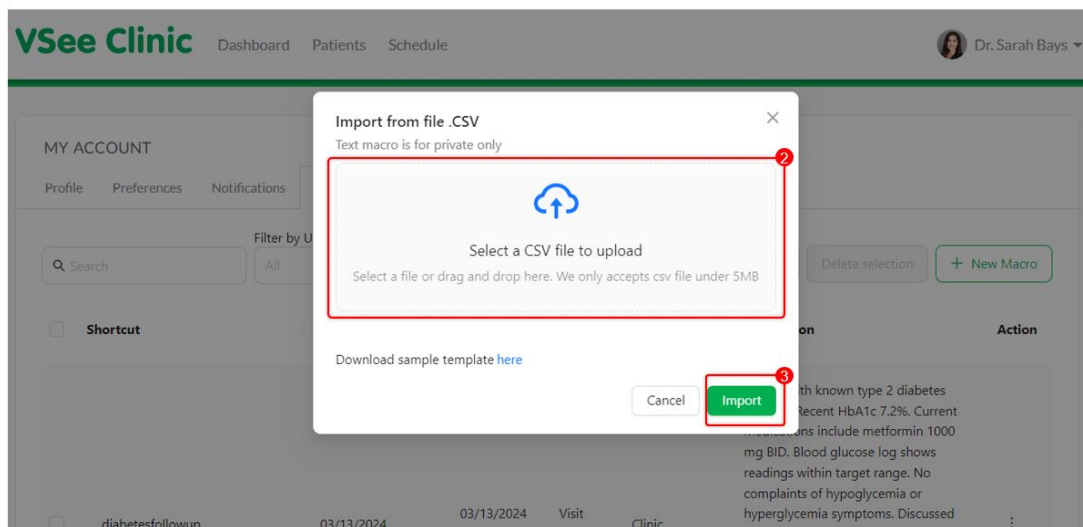 VSee Clinic Dashboard Patients Schedule Dr. Sarah Bays
Import from file .CSV
Text macro is for private only
MY ACCOUNT
2
Profile Preferences Notifications
Filter by U
Select a CSV file to upload
Search
All
Delete selection
+ New Macro
Select a file or drag and drop here. We only accepts csv file under 5MB
Shortcut
on
Action
Download sample template here
3
Cancel
Import
th known type 2 diabetes
Recent HbA1c 7.2%. Current
medications include metformin 1000
mg BID. Blood glucose log shows
readings within target range. No
complaints of hypoglycemia or
hyperglycemia symptoms. Discussed
diabetesfollowup 03/13/2024 03/13/2024 Visit Clinic